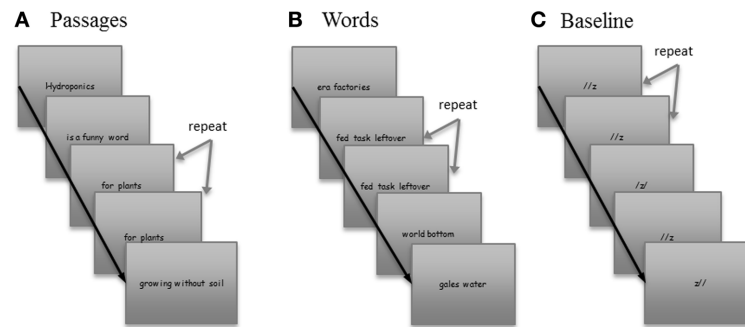 A Passages
Hydroponics
is a funny word
repeat
for plants
for plants
growing without soil
B Words
era factories
repeat
fed task leftover
fed task leftover
world bottom
gales water
C Baseline
repeat
//z
//z
/z/
//z
z//